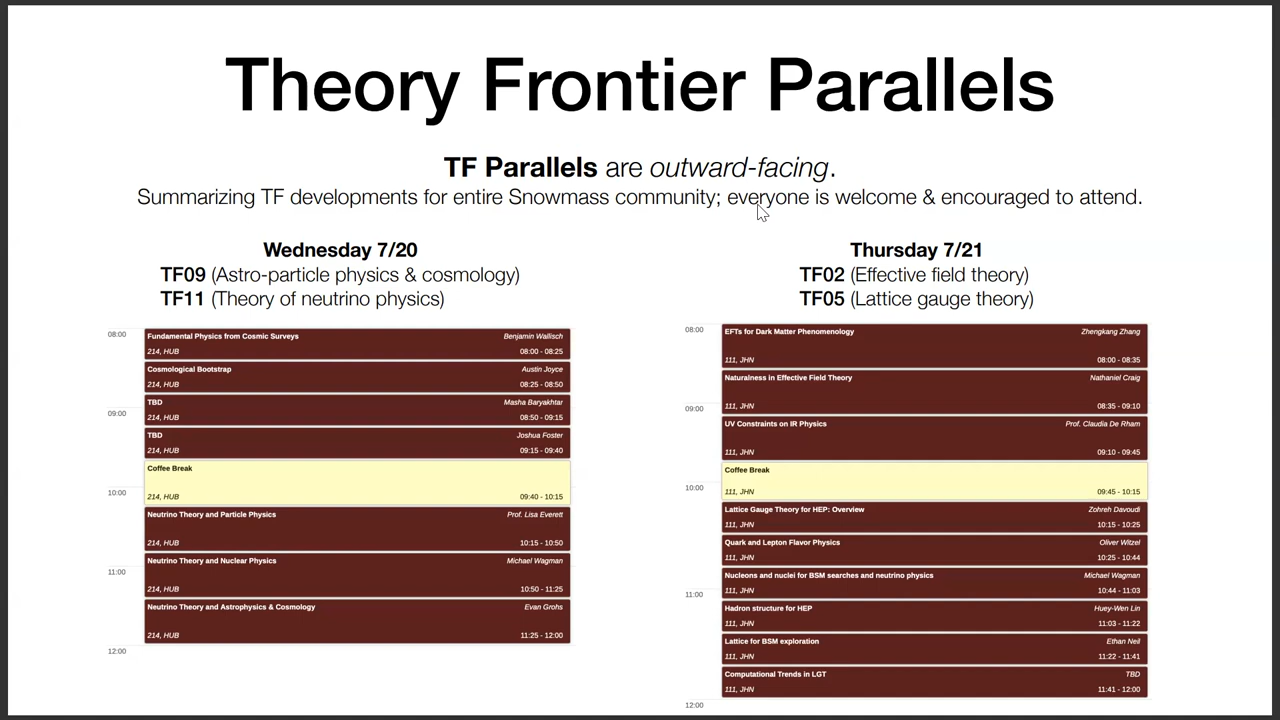 Theory Frontier Parallels
TF Parallels are outward-facing.
Summarizing TF developments for entire Snowmass community; everyone is welcome & encouraged to attend.
Wednesday 7/20
TF09 (Astro-particle physics & cosmology)
TF11 (Theory of neutrino physics)
08:00
Fundamental Physics from Cosmic Surveys Benjamin Wallisch
214, HUB 08:00 - 08:25
Cosmological Bootstrap Austin Joyce
214, HUB 08:25 - 08:50
TBD Masha Baryakhtar
09:00
214, HUB 08:50 - 09:15
TBD Joshua Foster
214, HUB 09:15 - 09:40
Coffee Break
10:00
214, HUB 09:40 - 10:15
Neutrino Theory and Particle Physics Prof. Lisa Everett
214, HUB 10:15 - 10:50
Neutrino Theory and Nuclear Physics Michael Wagman
11:00
214, HUB 10:50 - 11:25
Neutrino Theory and Astrophysics & Cosmology Evan Grohs
214, HUB 11:25 - 12:00
12:00
Thursday 7/21
TF02 (Effective field theory)
TF05 (Lattice gauge theory)
08:00
EFTs for Dark Matter Phenomenology Zhengkang Zhang
111, JHN 08:00 - 08:35
Naturalness in Effective Field Theory Nathaniel Craig
09:00
111, JHN 08:35 - 09:10
UV Constraints on IR Physics Prof. Claudia De Rham
111, JHN 09:10 - 09:45
Coffee Break
10:00
111, JHN 09:45 - 10:15
Lattice Gauge Theory for HEP: Overview Zohreh Davoudi
111, JHN 10:15 - 10:25
Quark and Lepton Flavor Physics Oliver Witzel
111, JHN 10:25 - 10:44
Nucleons and nuclei for BSM searches and neutrino physics Michael Wagman
11:00
111, JHN 10:44 - 11:03
Hadron structure for HEP Huey-Wen Lin
111, JHN 11:03 - 11:22
Lattice for BSM exploration Ethan Neil
111, JHN 11:22 - 11:41
Computational Trends in LGT TBD
111, JHN 11:41 - 12:00
12:00